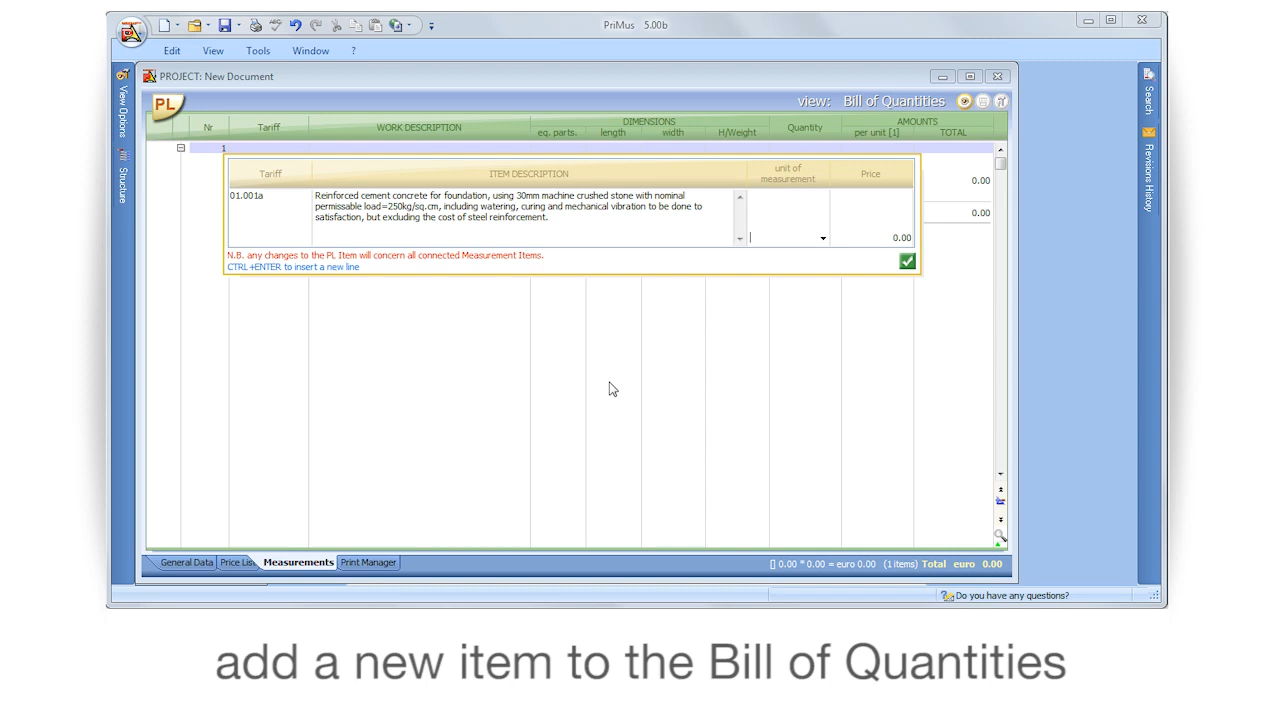 PriMus 5.00b
Edit View Tools Window ?
PROJECT: New Document
View Options
Structure
Search
Revisions History
PL
view: Bill of Quantities
Nr Tariff WORK DESCRIPTION DIMENSIONS Quantity AMOUNTS
eq. parts. length width H/Weight per unit [1] TOTAL
1
Tariff ITEM DESCRIPTION unit of measurement Price
0.00
01.001a
Reinforced cement concrete for foundation, using 30mm machine crushed stone with nominal
permissable load=250kg/sq.cm, including watering, curing and mechanical vibration to be done to
satisfaction, but excluding the cost of steel reinforcement.
0.00
0.00
N.B. any changes to the PL Item will concern all connected Measurement Items.
CTRL+ENTER to insert a new line
General Data Price Lis Measurements Print Manager
[] 0.00 * 0.00 = euro 0.00 (1 items) Total euro 0.00
Do you have any questions?
add a new item to the Bill of Quantities